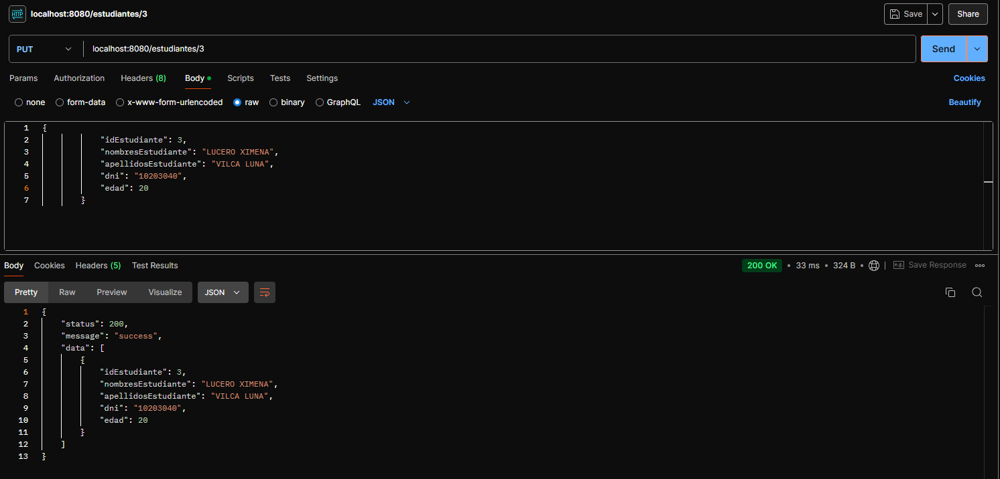 HTTP localhost:8080/estudiantes/3 Save Share
PUT localhost:8080/estudiantes/3 Send
Params Authorization Headers (8) Body Scripts Tests Settings Cookies
none form-data x-www-form-urlencoded raw binary GraphQL JSON Beautify
1 {
2 "idEstudiante": 3,
3 "nombresEstudiante": "LUCERO XIMENA",
4 "apellidosEstudiante": "VILCA LUNA",
5 "dni": "10203040",
6 "edad": 20
7 }
Body Cookies Headers (5) Test Results 200 OK • 33 ms • 324 B • | e.g. Save Response
Pretty Raw Preview Visualize JSON
1 {
2 "status": 200,
3 "message": "success",
4 "data": [
5 {
6 "idEstudiante": 3,
7 "nombresEstudiante": "LUCERO XIMENA",
8 "apellidosEstudiante": "VILCA LUNA",
9 "dni": "10203040",
10 "edad": 20
11 }
12 ]
13 }